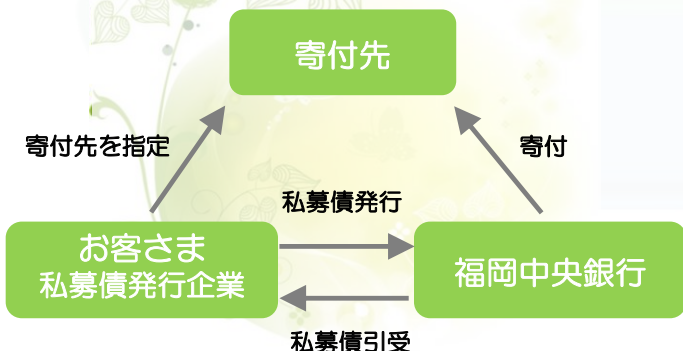 寄付先
寄付先を指定
寄付
私募債発行
お客さま
私募債発行企業
福岡中央銀行
私募債引受